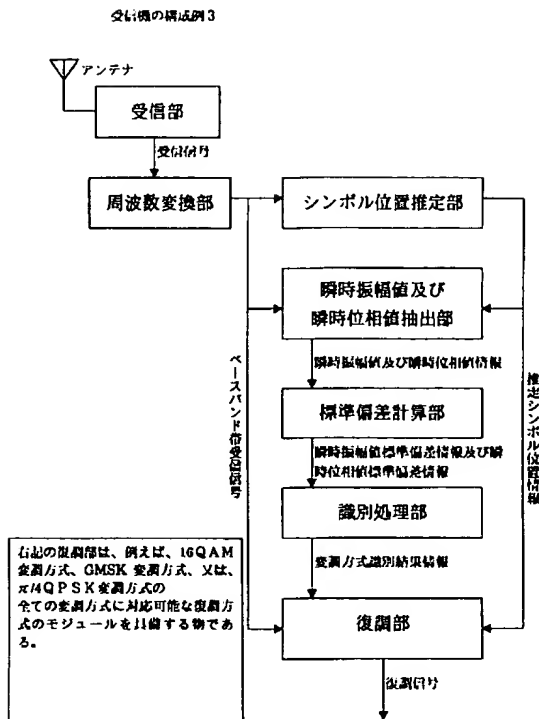 受信機の構成例3
アンテナ
受信部
受信信号
周波数変換部
シンボル位置推定部
瞬時振幅値及び
瞬時位相値抽出部
瞬時振幅値及び瞬時位相値情報
ベースバンド帯受信信号
推定シンボル位置情報
標準偏差計算部
瞬時振幅値標準偏差情報及び瞬
時位相値標準偏差情報
識別処理部
変調方式識別結果情報
右記の復調部は、例えば、16QAM
変調方式、GMSK 変調方式、又は、
π/4QPSK変調方式の
全ての変調方式に対応可能な復調方
式のモジュールを具備する物であ
る。
復調部
復調信号